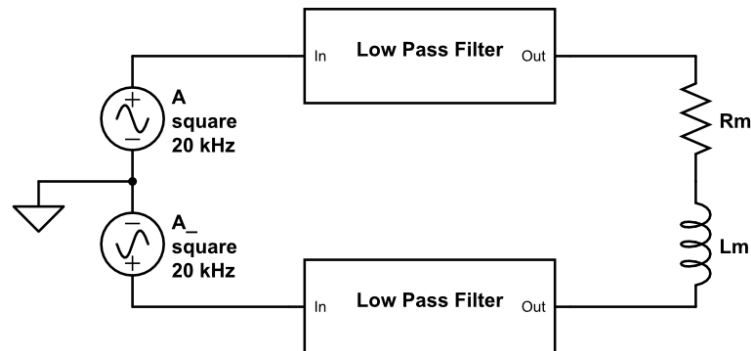 In Low Pass Filter Out
+
A
square
20 kHz
−
Rm
−
A_
square
20 kHz
+
Lm
In Low Pass Filter Out